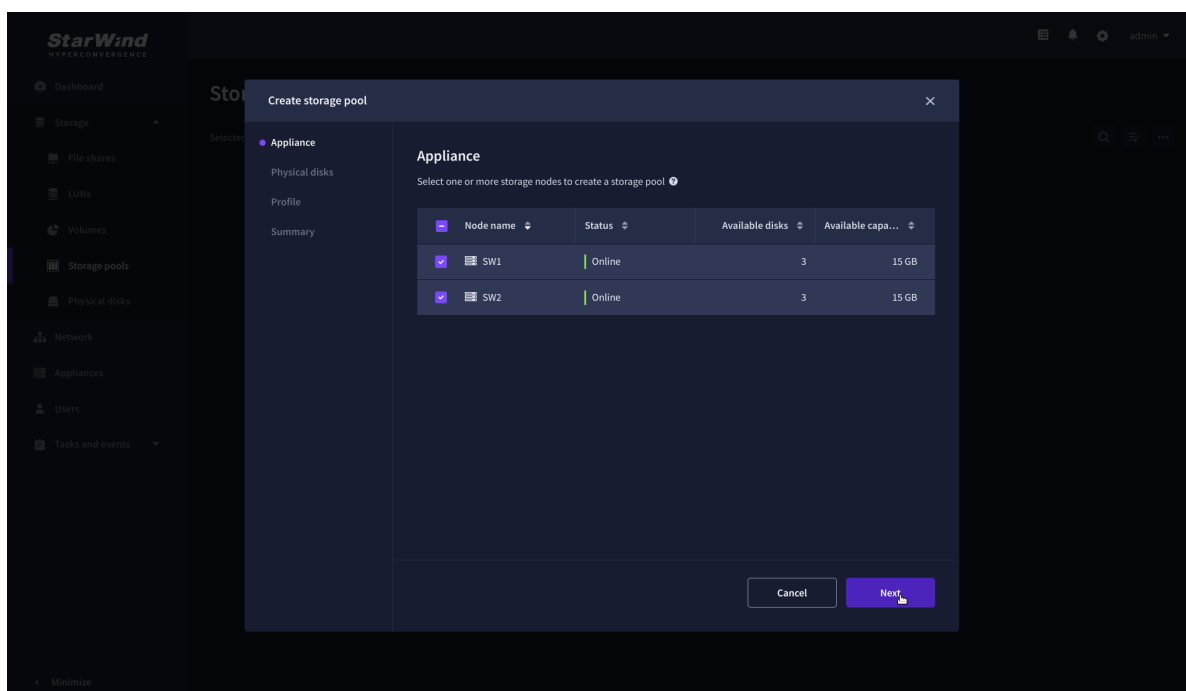 StarWind
HYPERCONVERGENCE
admin
Dashboard
Storage
File shares
LUNs
Volumes
Storage pools
Physical disks
Network
Appliances
Users
Tasks and events
Minimize
Stor
Selected
Create storage pool
Appliance
Physical disks
Profile
Summary
Appliance
Select one or more storage nodes to create a storage pool
Node name Status Available disks Available capa...
SW1 Online 3 15 GB
SW2 Online 3 15 GB
Cancel Next